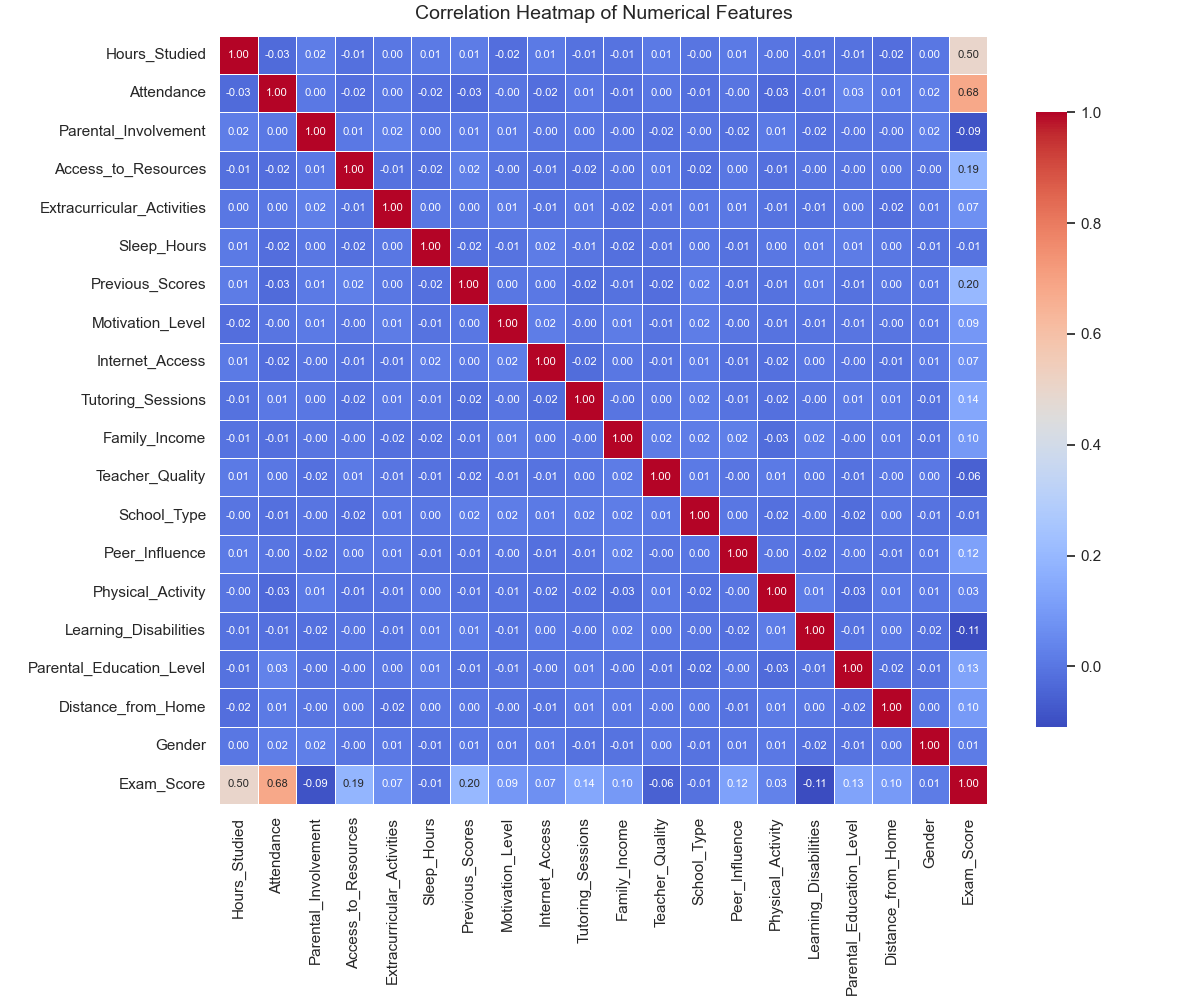 Correlation Heatmap of Numerical Features
Hours_Studied 1.00 -0.03 0.02 -0.01 0.00 0.01 0.01 -0.02 0.01 -0.01 -0.01 0.01 -0.00 0.01 -0.00 -0.01 -0.01 -0.02 0.00 0.50
Attendance -0.03 1.00 0.00 -0.02 0.00 -0.02 -0.03 -0.00 -0.02 0.01 -0.01 0.00 -0.01 -0.00 -0.03 -0.01 0.03 0.01 0.02 0.68
Parental_Involvement 0.02 0.00 1.00 0.01 0.02 0.00 0.01 0.01 -0.00 0.00 -0.00 -0.02 -0.00 -0.02 0.01 -0.02 -0.00 -0.00 0.02 -0.09
Access_to_Resources -0.01 -0.02 0.01 1.00 -0.01 -0.02 0.02 -0.00 -0.01 -0.02 -0.00 0.01 -0.02 0.00 -0.01 -0.01 -0.00 0.00 -0.00 0.19
Extracurricular_Activities 0.00 0.00 0.02 -0.01 1.00 0.00 0.00 0.01 -0.01 0.01 -0.02 -0.01 0.01 0.01 -0.01 -0.01 0.00 -0.02 0.01 0.07
Sleep_Hours 0.01 -0.02 0.00 -0.02 0.00 1.00 -0.02 -0.01 0.02 -0.01 -0.02 -0.01 0.00 -0.01 0.00 0.01 0.01 0.00 -0.01 -0.01
Previous_Scores 0.01 -0.03 0.01 0.02 0.00 -0.02 1.00 0.00 0.00 -0.02 -0.01 -0.02 0.02 -0.01 -0.01 0.01 -0.01 0.00 0.01 0.20
Motivation_Level -0.02 -0.00 0.01 -0.00 0.01 -0.01 0.00 1.00 0.02 -0.00 0.01 -0.01 0.02 -0.00 -0.01 0.01 -0.01 -0.00 0.01 0.09
Internet_Access 0.01 -0.02 -0.00 -0.01 -0.01 0.02 0.00 0.02 1.00 -0.02 0.00 -0.01 0.01 -0.01 -0.02 0.00 -0.00 -0.01 0.01 0.07
Tutoring_Sessions -0.01 0.01 0.00 -0.02 0.01 -0.01 -0.02 -0.00 -0.02 1.00 -0.00 0.00 0.02 -0.01 -0.02 -0.00 0.01 0.01 -0.01 0.14
Family_Income -0.01 -0.01 -0.00 -0.00 -0.02 -0.02 -0.01 0.01 0.00 -0.00 1.00 0.02 0.02 0.02 -0.03 0.02 -0.00 0.01 -0.01 0.10
Teacher_Quality 0.01 0.00 -0.02 0.01 -0.01 -0.01 -0.02 -0.01 -0.01 0.00 0.02 1.00 0.01 -0.00 0.01 0.00 -0.01 -0.00 0.00 -0.06
School_Type -0.00 -0.01 -0.00 -0.02 0.01 0.00 0.02 0.02 0.01 0.02 0.02 0.01 1.00 0.00 -0.02 -0.00 -0.02 0.00 -0.01 -0.01
Peer_Influence 0.01 -0.00 -0.02 0.00 0.01 -0.01 -0.01 -0.00 -0.01 -0.01 0.02 -0.00 0.00 1.00 -0.00 -0.02 -0.00 -0.01 0.01 0.12
Physical_Activity -0.00 -0.03 0.01 -0.01 -0.01 0.00 -0.01 -0.01 -0.02 -0.02 -0.03 0.01 -0.02 -0.00 1.00 0.01 -0.03 0.01 0.01 0.03
Learning_Disabilities -0.01 -0.01 -0.02 -0.01 -0.01 0.01 0.01 0.01 0.00 -0.00 0.02 0.00 -0.00 -0.02 0.01 1.00 -0.01 0.00 -0.02 -0.11
Parental_Education_Level -0.01 0.03 -0.00 -0.00 0.00 0.01 -0.01 -0.01 -0.00 0.01 -0.00 -0.01 -0.02 -0.00 -0.03 -0.01 1.00 -0.02 -0.01 0.13
Distance_from_Home -0.02 0.01 -0.00 0.00 -0.02 0.00 0.00 -0.00 -0.01 0.01 0.01 -0.00 0.00 -0.01 0.01 0.00 -0.02 1.00 0.00 0.10
Gender 0.00 0.02 0.02 -0.00 0.01 -0.01 0.01 0.01 0.01 -0.01 -0.01 0.00 -0.01 0.01 0.01 -0.02 -0.01 0.00 1.00 0.01
Exam_Score 0.50 0.68 -0.09 0.19 0.07 -0.01 0.20 0.09 0.07 0.14 0.10 -0.06 -0.01 0.12 0.03 -0.11 0.13 0.10 0.01 1.00
Hours_Studied
Attendance
Parental_Involvement
Access_to_Resources
Extracurricular_Activities
Sleep_Hours
Previous_Scores
Motivation_Level
Internet_Access
Tutoring_Sessions
Family_Income
Teacher_Quality
School_Type
Peer_Influence
Physical_Activity
Learning_Disabilities
Parental_Education_Level
Distance_from_Home
Gender
Exam_Score
1.0
0.8
0.6
0.4
0.2
0.0